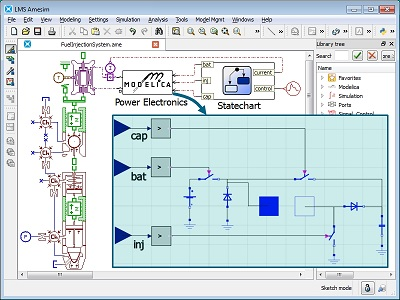 LMS Amesim
File Edit View Modeling Settings Simulation Analysis Tools Model Mgmt Windows Help
FuelInjectionSystem.ame
Library tree
Search
Name
Favorites
Modelica
Simulation
Ports
Signal, Control
MODELICA
bat
inj
cap
current
control
Power Electronics
Statechart
cap
bat
inj
Sketch mode